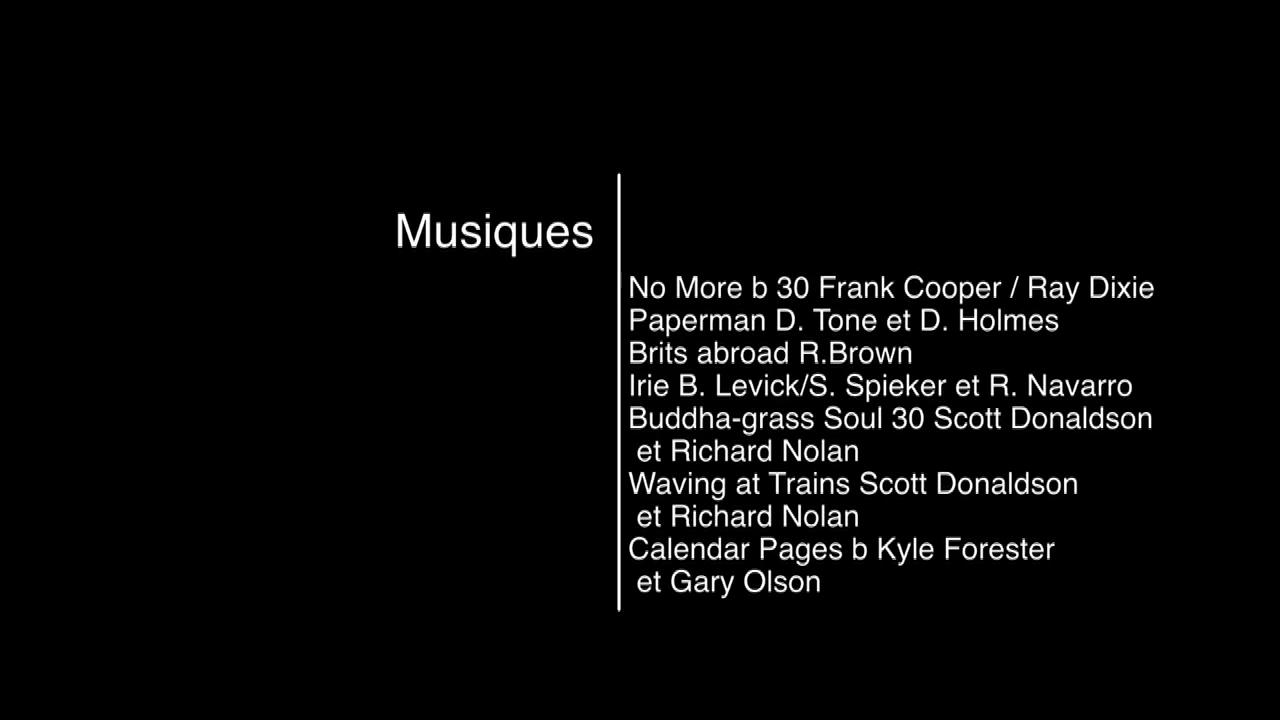 Musiques
No More b 30 Frank Cooper / Ray Dixie
Paperman D. Tone et D. Holmes
Brits abroad R.Brown
Irie B. Levick/S. Spieker et R. Navarro
Buddha-grass Soul 30 Scott Donaldson
et Richard Nolan
Waving at Trains Scott Donaldson
et Richard Nolan
Calendar Pages b Kyle Forester
et Gary Olson